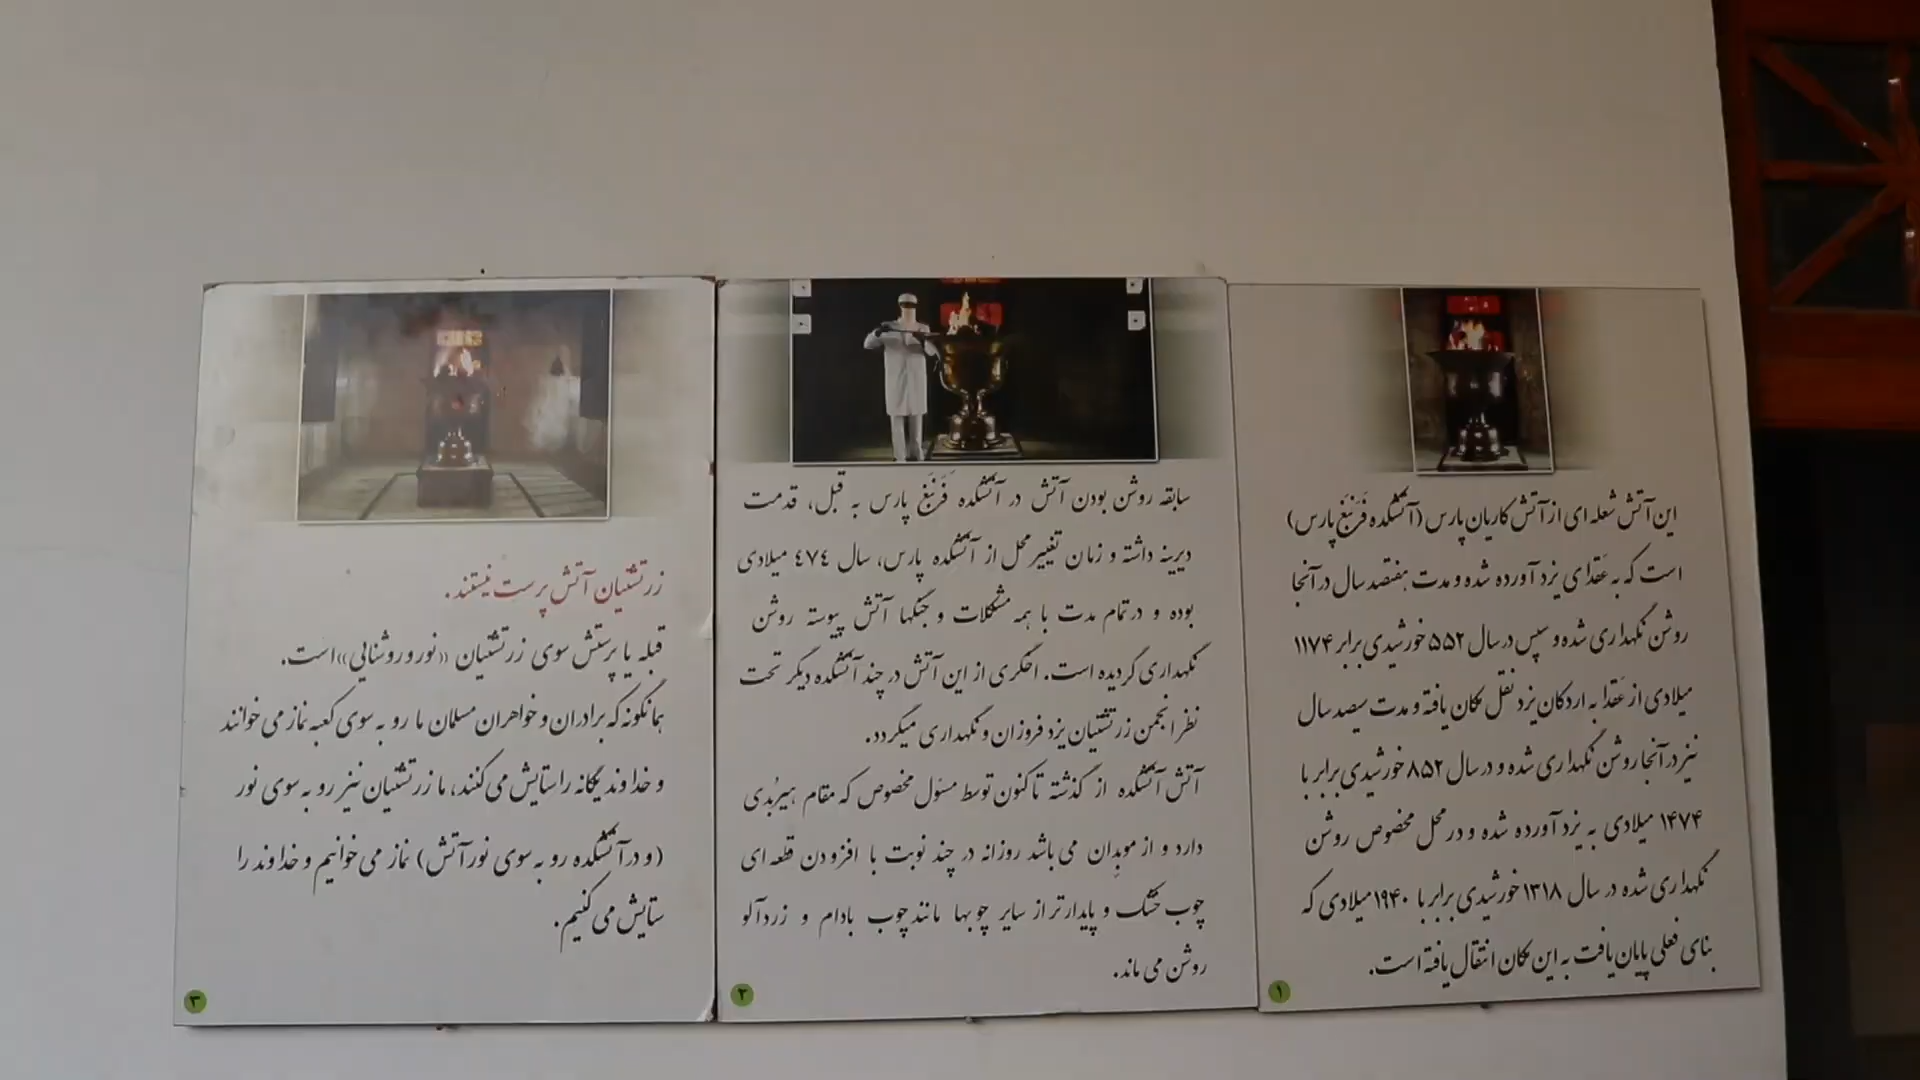 این آتش شعله ای از آتش کاریان پارس (آتشکده فَرنبَغ پارس)
است که به عَقدای یزد آورده شده و مدت هفتصد سال در آنجا
روشن نگهداری شده و سپس در سال ۵۵۲ خورشیدی برابر ۱۱۷۴
میلادی از عَقدا به اردکان یزد نقل مکان یافته و مدت سیصد سال
نیز در آنجا روشن نگهداری شده و در سال ۸۵۲ خورشیدی برابر با
۱۴۷۴ میلادی به یزد آورده شده و در محل مخصوص روشن
نگهداری شده در سال ۱۳۱۸ خورشیدی برابر با ۱۹۴۰ میلادی که
بنای فعلی پایان یافت به این مکان انتقال یافته است.
۱
سابقه روشن بودن آتش در آتشکده فَرَنبَغ پارس به قبل، قدمت
دیرینه داشته و زمان تغییر محل از آتشکده پارس، سال ٤٧٤ میلادی
بوده و در تمام مدت با همه مشکلات و جنگها آتش پیوسته روشن
نگهداری گردیده است. اخگری از این آتش در چند آتشکده دیگر تحت
نظر انجمن زرتشتیان یزد فروزان و نگهداری میگردد.
آتش آتشکده از گذشته تاکنون توسط مسئول مخصوص که مقام هیربُدی
دارد و از موبِدان می باشد روزانه در چند نوبت با افزودن قطعه ای
چوب خشک و پایدارتر از سایر چوبها مانند چوب بادام و زردآلو
روشن می ماند.
۲
زرتشتیان آتش پرست نیستند.
قبله یا پرستش سوی زرتشتیان «نور و روشنایی» است.
همانگونه که برادران و خواهران مسلمان ما رو به سوی کعبه نماز می خوانند
و خداوند یگانه را ستایش می کنند، ما زرتشتیان نیز رو به سوی نور
(و در آتشکده رو به سوی نور آتش) نماز می خوانیم و خداوند را
ستایش می کنیم.
۳